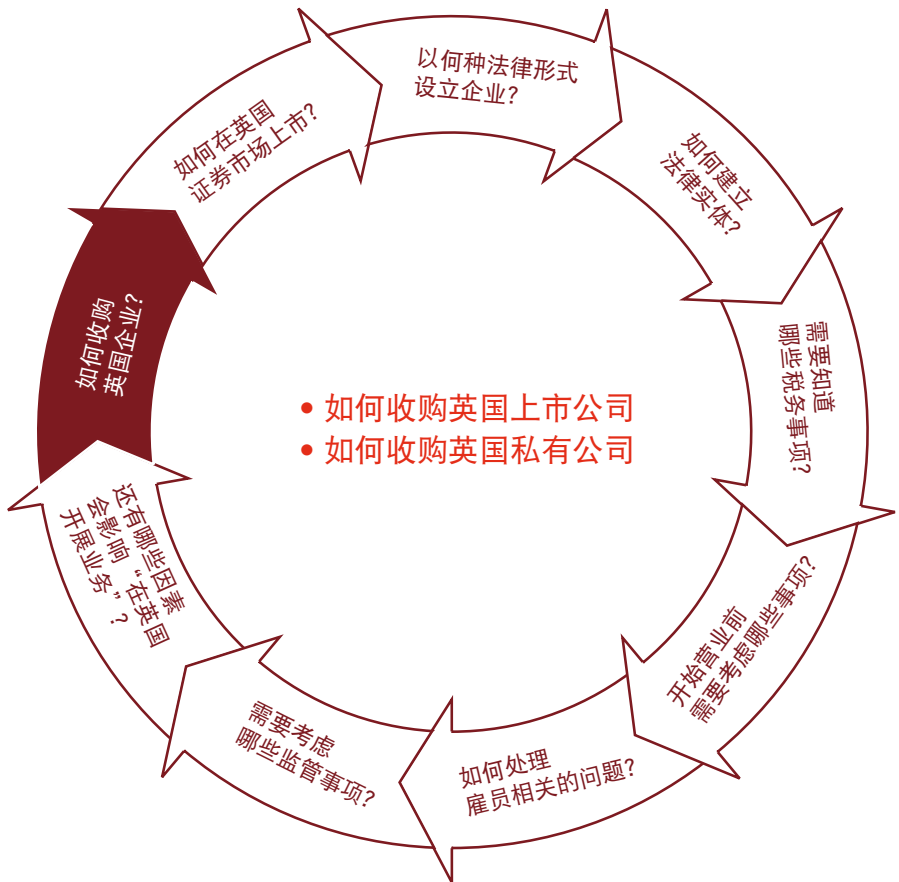 以何种法律形式
设立企业?
如何建立
法律实体?
需要知道
哪些税务事项?
开始营业前
需要考虑哪些事项?
如何处理
雇员相关的问题?
需要考虑
哪些监管事项?
还有哪些因素
会影响“在英国
开展业务”?
如何收购
英国企业?
如何在英国
证券市场上市?
• 如何收购英国上市公司
• 如何收购英国私有公司